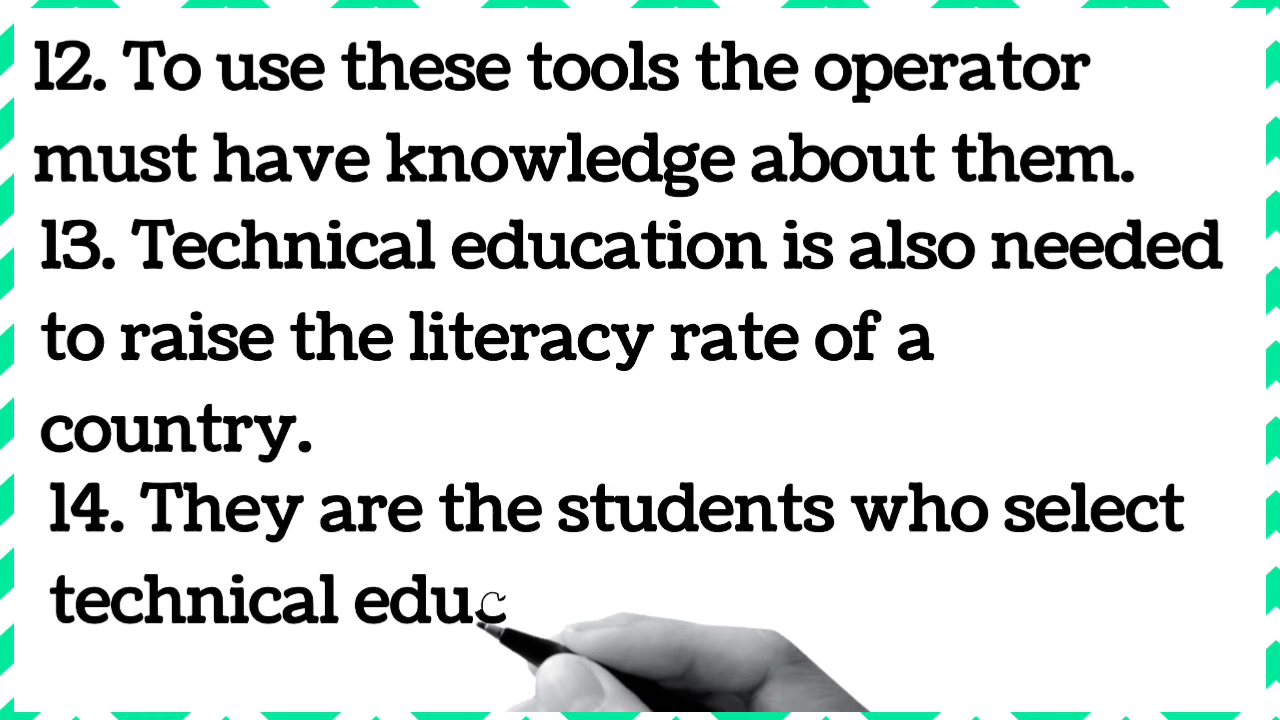 12. To use these tools the operator
must have knowledge about them.
13. Technical education is also needed
to raise the literacy rate of a
country.
14. They are the students who select
technical educ